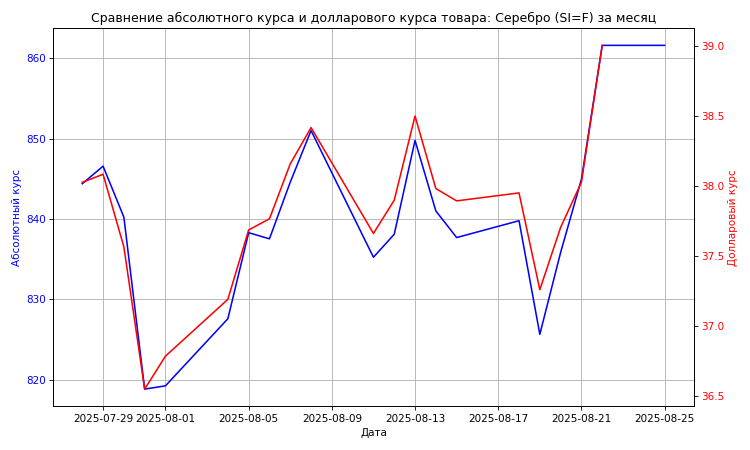 Сравнение абсолютного курса и долларового курса товара: Серебро (SI=F) за месяц
860
850
840
830
820
Абсолютный курс
39.0
38.5
38.0
37.5
37.0
36.5
Долларовый курс
2025-07-29 2025-08-01 2025-08-05 2025-08-09 2025-08-13 2025-08-17 2025-08-21 2025-08-25
Дата